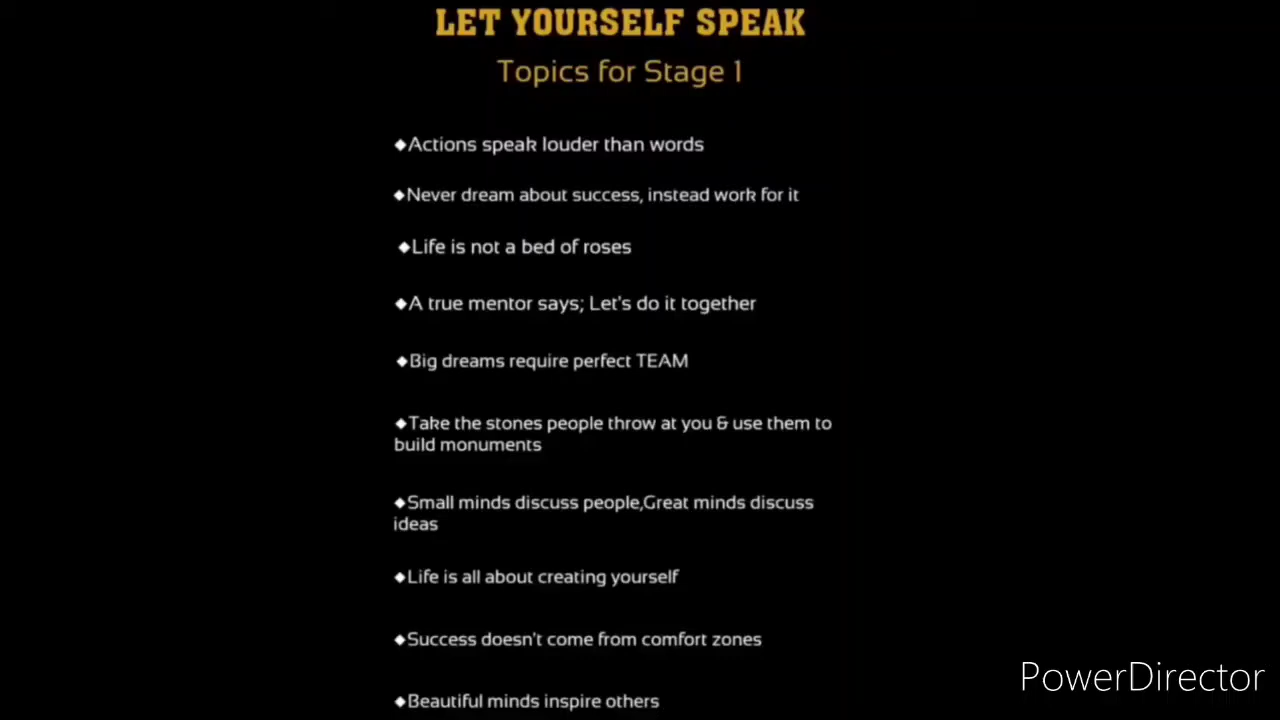 LET YOURSELF SPEAK
Topics for Stage 1
◆Actions speak louder than words
◆Never dream about success, instead work for it
◆Life is not a bed of roses
◆A true mentor says; Let's do it together
◆Big dreams require perfect TEAM
◆Take the stones people throw at you & use them to
build monuments
◆Small minds discuss people,Great minds discuss
ideas
◆Life is all about creating yourself
◆Success doesn't come from comfort zones
◆Beautiful minds inspire others
PowerDirector